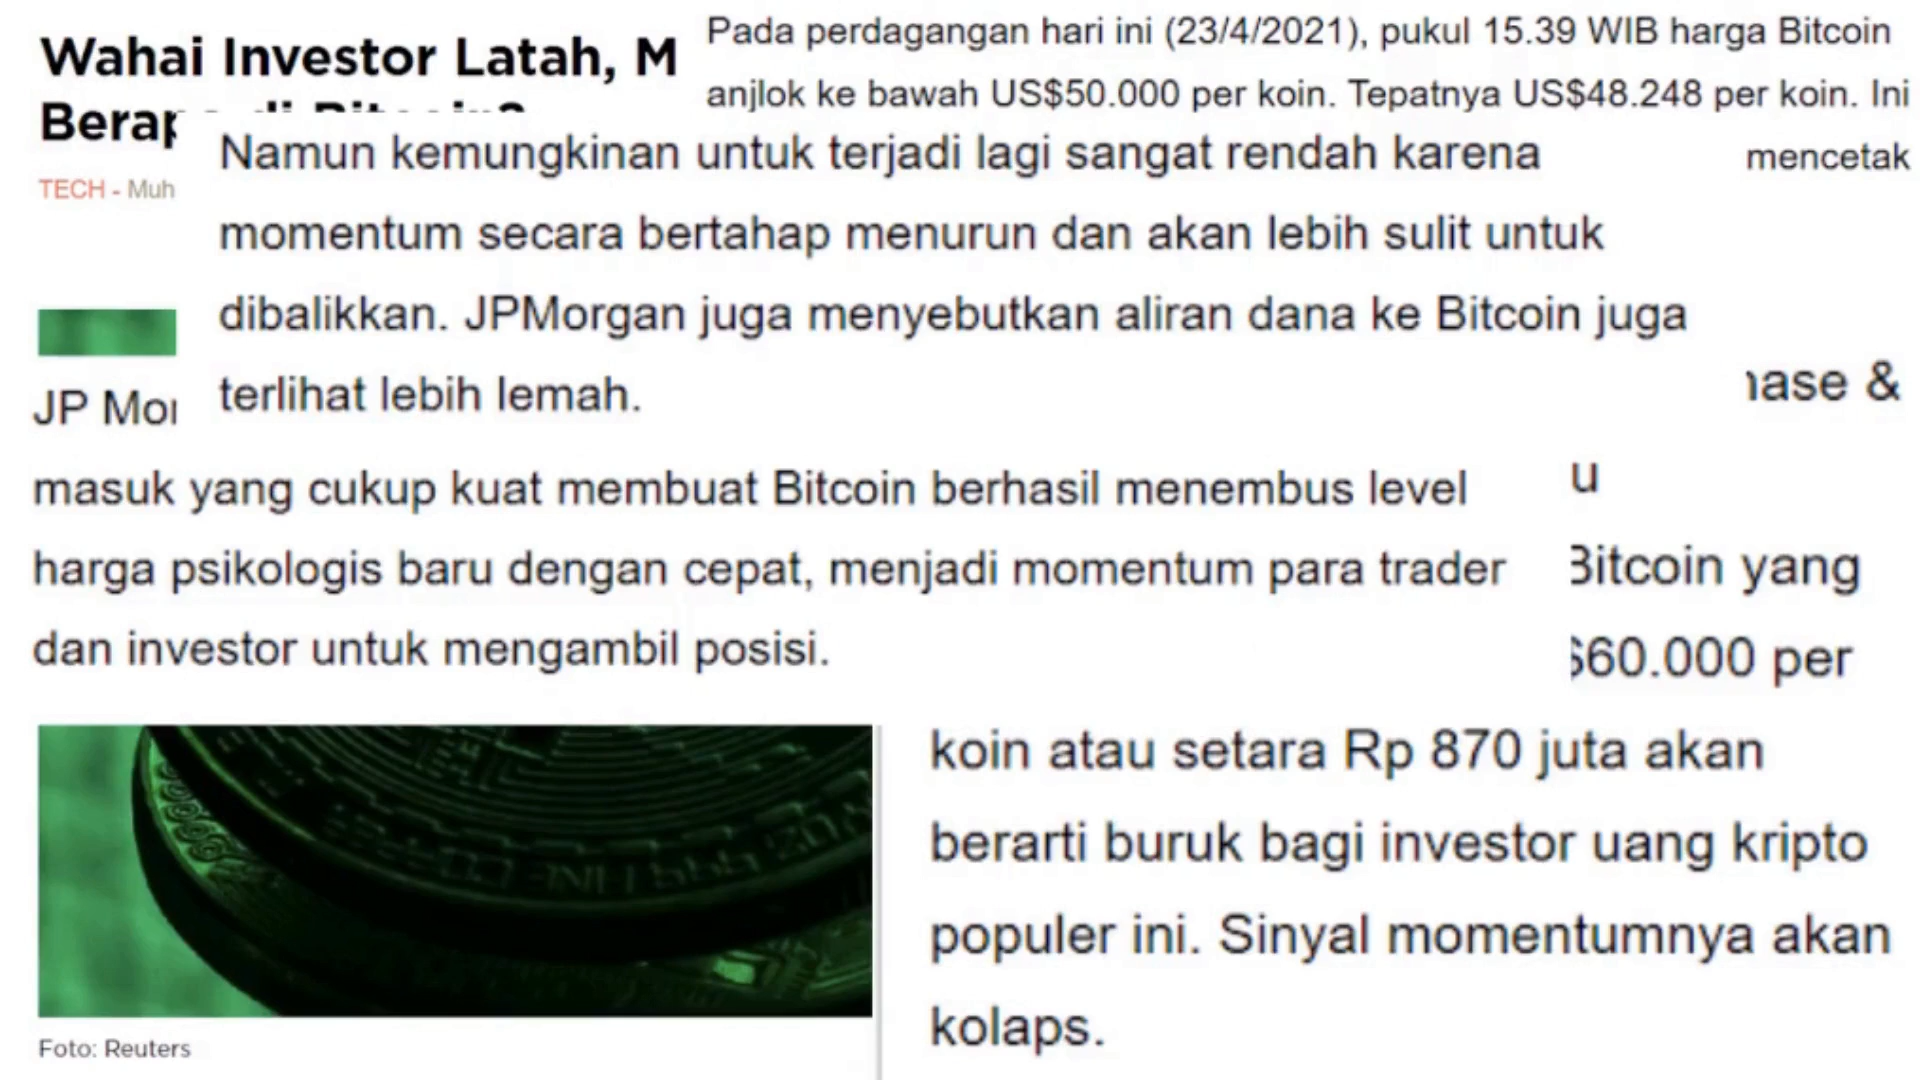 Wahai Investor Latah, M
di Bitcoin?
TECH - Muh
Pada perdagangan hari ini (23/4/2021), pukul 15.39 WIB harga Bitcoin
anjlok ke bawah US$50.000 per koin. Tepatnya US$48.248 per koin. Ini
mencetak
Namun kemungkinan untuk terjadi lagi sangat rendah karena
momentum secara bertahap menurun dan akan lebih sulit untuk
dibalikkan. JPMorgan juga menyebutkan aliran dana ke Bitcoin juga
terlihat lebih lemah.
JP Mor
&
masuk yang cukup kuat membuat Bitcoin berhasil menembus level
harga psikologis baru dengan cepat, menjadi momentum para trader
dan investor untuk mengambil posisi.
u
Bitcoin yang
$60.000 per
koin atau setara Rp 870 juta akan
berarti buruk bagi investor uang kripto
populer ini. Sinyal momentumnya akan
kolaps.
Foto: Reuters